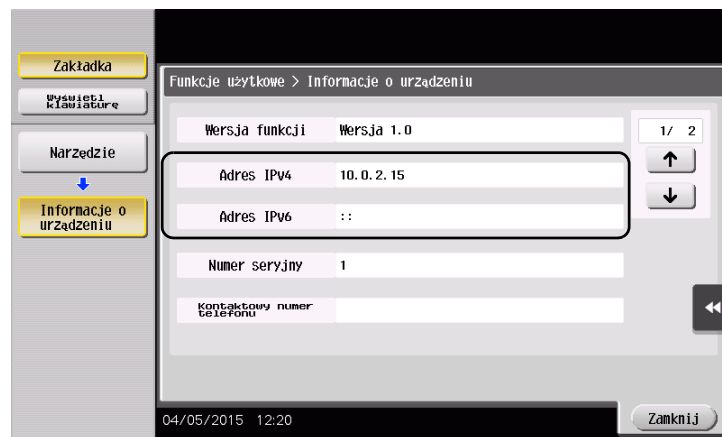 Zakładka
Wyświetl
klawiaturę
Narzędzie
Informacje o
urządzeniu
Funkcje użytkowe > Informacje o urządzeniu
Wersja funkcji Wersja 1.0
1/ 2
Adres IPv4 10.0.2.15
Adres IPv6 ::
Numer seryjny 1
Kontaktowy numer
telefonu
04/05/2015 12:20
Zamknij